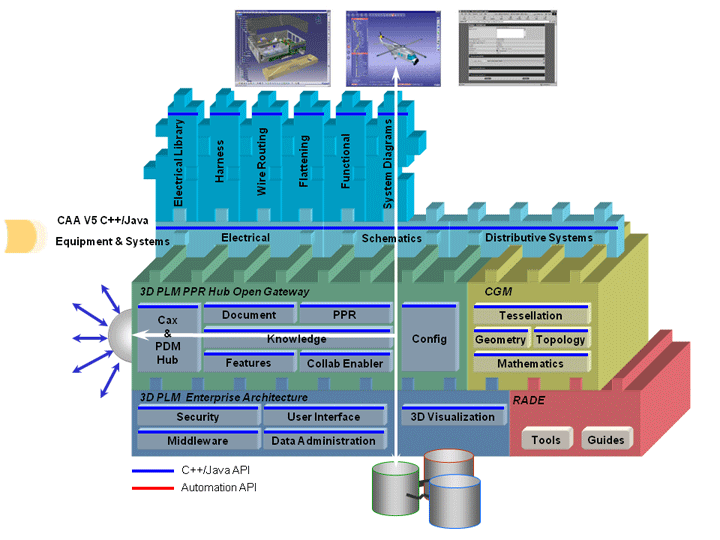 Electrical Library
Harness
Wire Routing
Flattening
Functional
System Diagrams
CAA V5 C++/Java
Equipment & Systems
Electrical
Schematics
Distributive Systems
3D PLM PPR Hub Open Gateway
CGM
Cax
&
PDM
Hub
Document
PPR
Knowledge
Features
Collab Enabler
Config
Tessellation
Geometry
Topology
Mathematics
3D PLM Enterprise Architecture
RADE
Security
User Interface
3D Visualization
Middleware
Data Administration
Tools
Guides
C++/Java API
Automation API